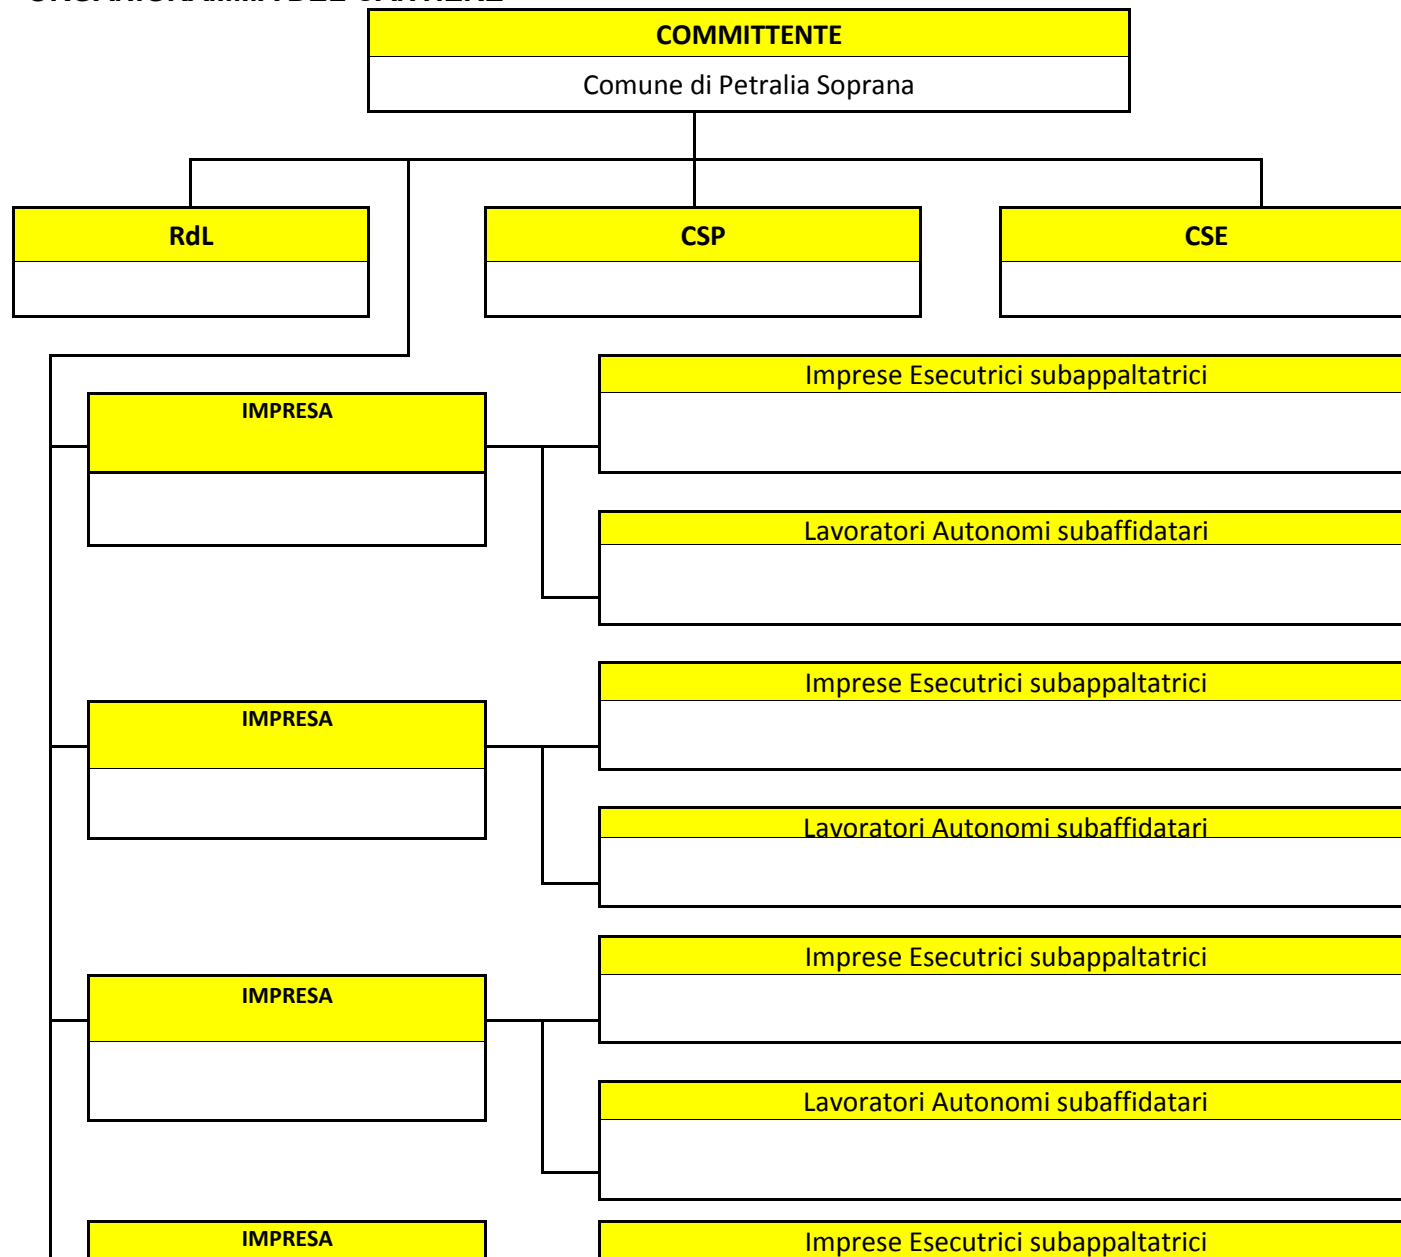 COMMITTENTE
Comune di Petralia Soprana
RdL
CSP
CSE
Imprese Esecutrici subappaltatrici
IMPRESA
Lavoratori Autonomi subaffidatari
Imprese Esecutrici subappaltatrici
IMPRESA
Lavoratori Autonomi subaffidatari
Imprese Esecutrici subappaltatrici
IMPRESA
Lavoratori Autonomi subaffidatari
IMPRESA
Imprese Esecutrici subappaltatrici